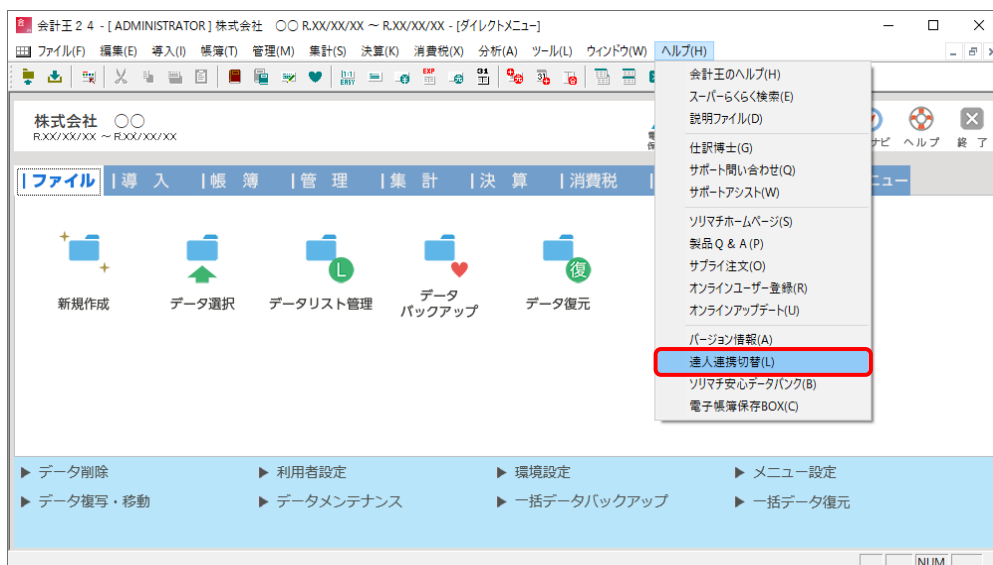 会計王２４ - [ ADMINISTRATOR ] 株式会社　〇〇 R.XX/XX/XX ～ R.XX/XX/XX - [ダイレクトメニュー]
ファイル(F) 編集(E) 導入(I) 帳簿(T) 管理(M) 集計(S) 決算(K) 消費税(X) 分析(A) ツール(L) ウインドウ(W) ヘルプ(H)
株式会社　〇〇
R.XX/XX/XX ～ R.XX/XX/XX
ナビ ヘルプ 終 了
ファイル |導 入 |帳 簿 |管 理 |集 計 |決 算 |消費税
新規作成
データ選択
データリスト管理
データ
バックアップ
復
データ復元
会計王のヘルプ(H)
スーパーらくらく検索(E)
説明ファイル(D)
仕訳博士(G)
サポート問い合わせ(Q)
サポートアシスト(W)
ソリマチホームページ(S)
製品Ｑ＆Ａ(P)
サプライ注文(O)
オンラインユーザー登録(R)
オンラインアップデート(U)
バージョン情報(A)
達人連携切替(L)
ソリマチ安心データバンク(B)
電子帳簿保存BOX(C)
▶ データ削除 ▶ 利用者設定 ▶ 環境設定 ▶ メニュー設定
▶ データ複写・移動 ▶ データメンテナンス ▶ 一括データバックアップ ▶ 一括データ復元
NUM